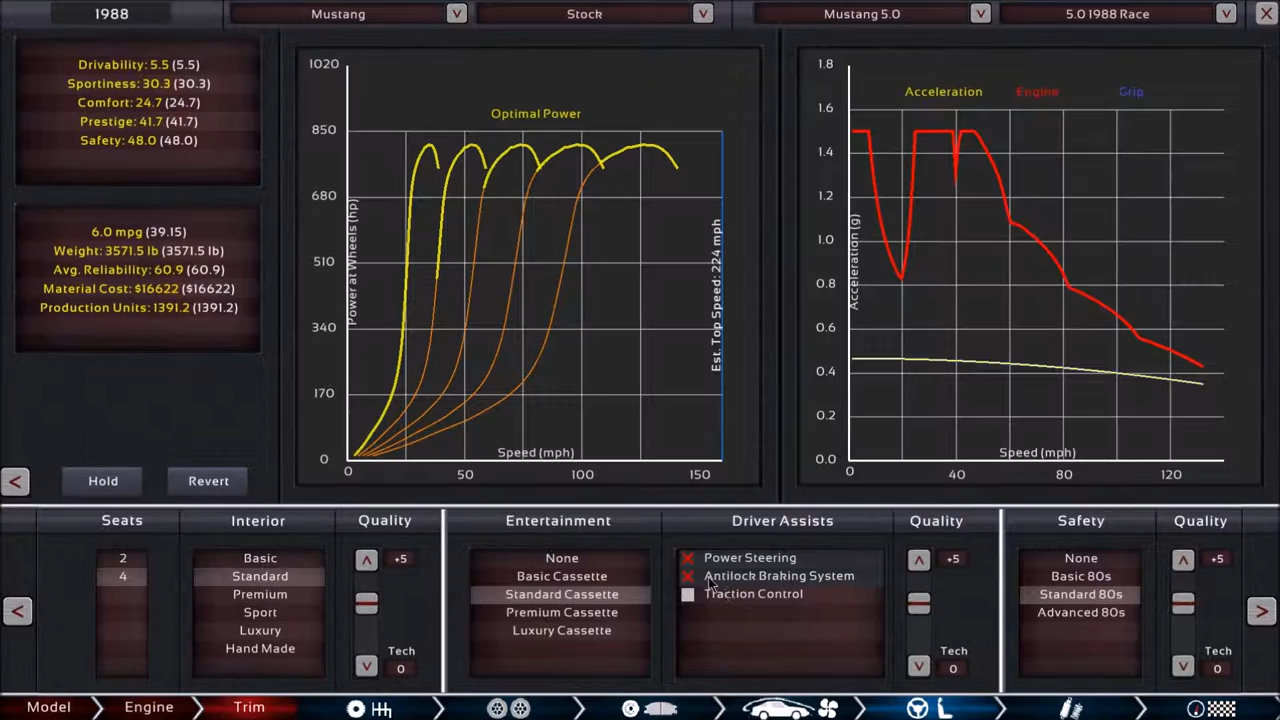 1988
Mustang
Stock
Mustang 5.0
5.0 1988 Race
Drivability: 5.5 (5.5)
Sportiness: 30.3 (30.3)
Comfort: 24.7 (24.7)
Prestige: 41.7 (41.7)
Safety: 48.0 (48.0)
6.0 mpg (39.15)
Weight: 3571.5 lb (3571.5 lb)
Avg. Reliability: 60.9 (60.9)
Material Cost: $16622 ($16622)
Production Units: 1391.2 (1391.2)
Hold
Revert
Optimal Power
1020
850
680
510
340
170
0
Power at Wheels (hp)
Est. Top Speed: 224 mph
Speed (mph)
0
50
100
150
Acceleration
Engine
Grip
1.8
1.6
1.4
1.2
1.0
0.8
0.6
0.4
0.2
0.0
Acceleration (g)
Speed (mph)
0
40
80
120
Seats
2
4
Interior
Basic
Standard
Premium
Sport
Luxury
Hand Made
Quality
+5
Tech
0
Entertainment
None
Basic Cassette
Standard Cassette
Premium Cassette
Luxury Cassette
Driver Assists
Power Steering
Antilock Braking System
Traction Control
Quality
+5
Tech
0
Safety
None
Basic 80s
Standard 80s
Advanced 80s
Quality
+5
Tech
0
Model
Engine
Trim